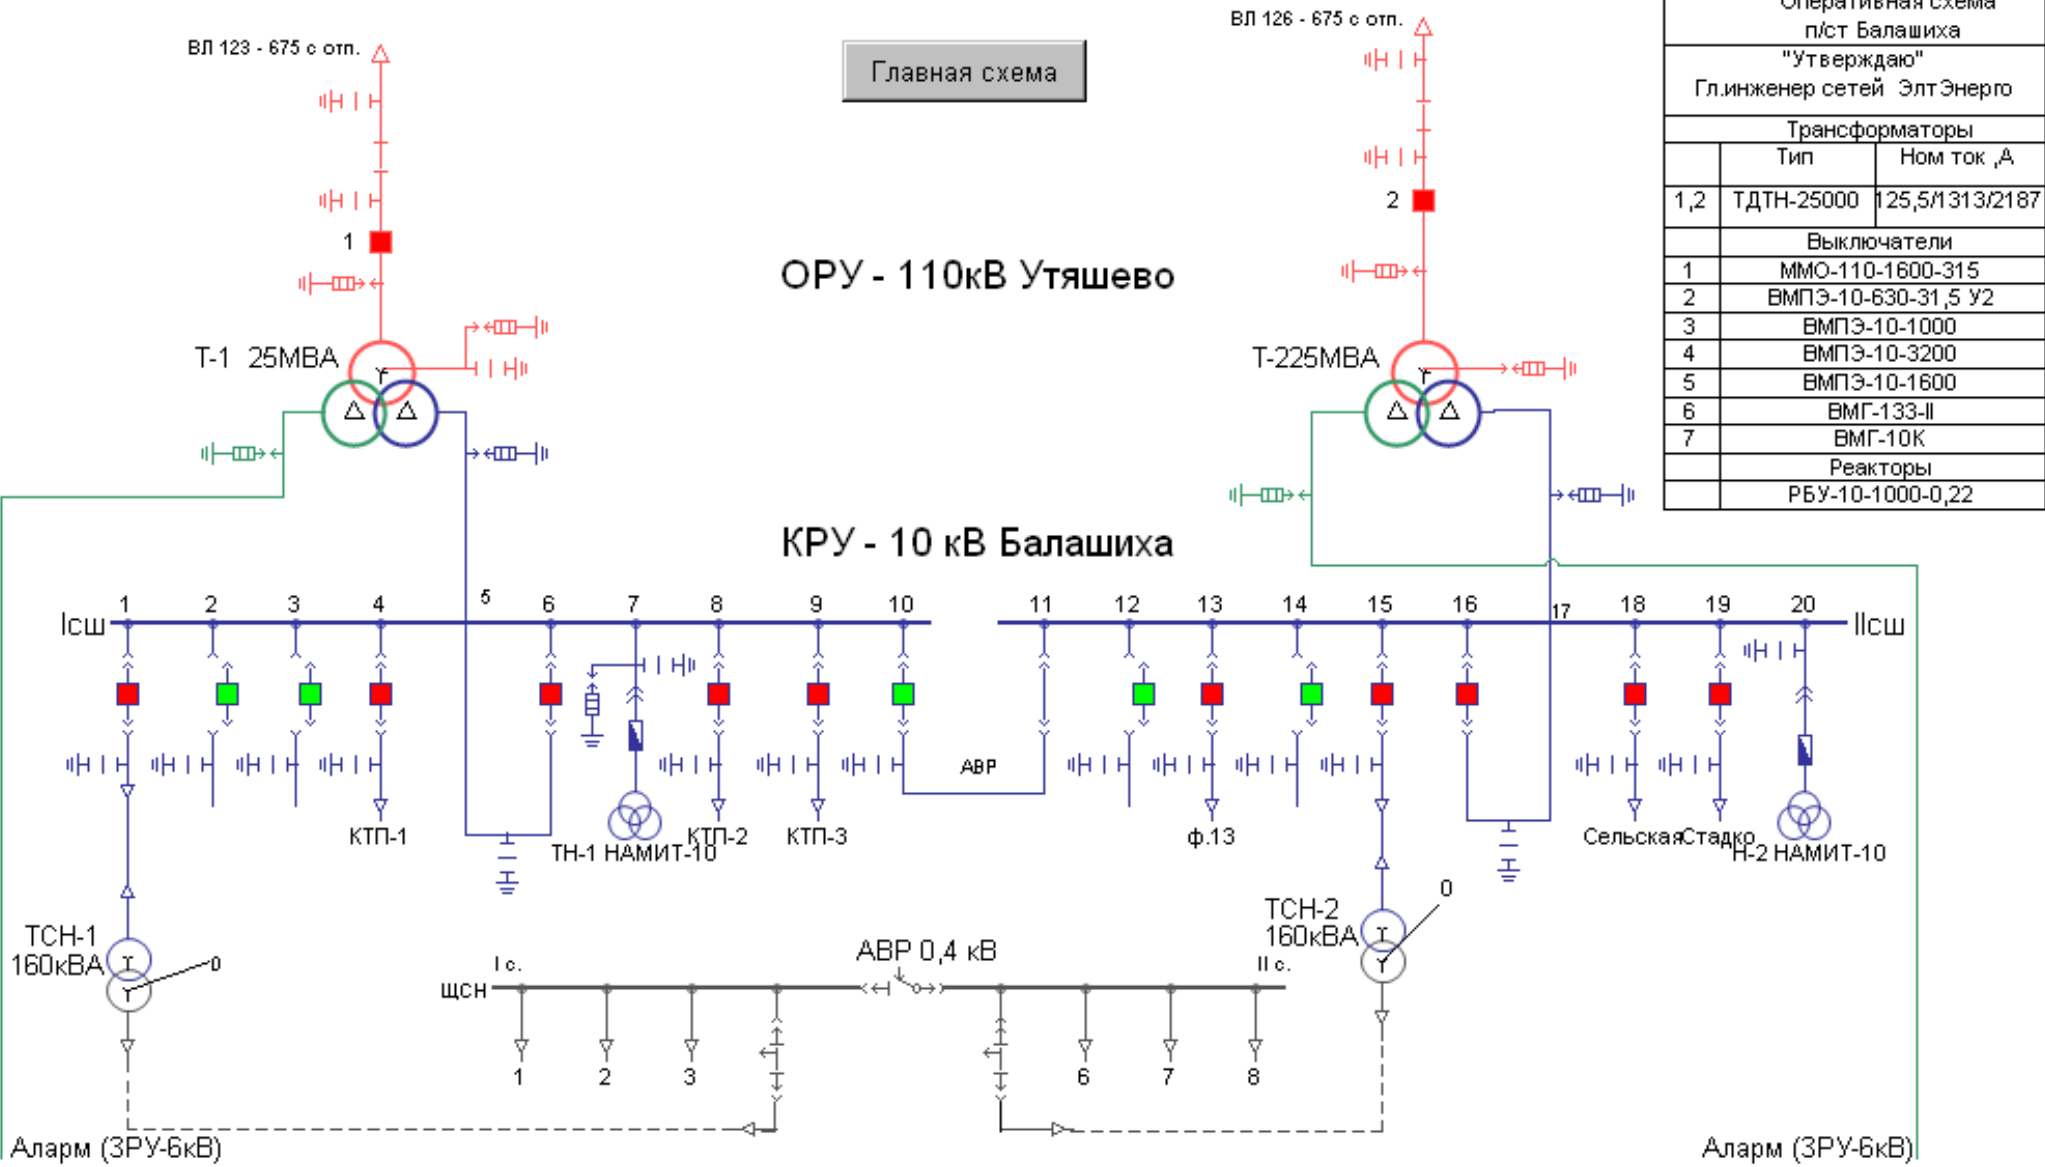 Оперативная схема
п/ст Балашиха
"Утверждаю"
Гл.инженер сетей ЭлтЭнерго
Трансформаторы
Тип Ном ток ,А
1,2 ТДТН-25000 125,5/1313/2187
Выключатели
1 ММО-110-1600-315
2 ВМПЭ-10-630-31,5 У2
3 ВМПЭ-10-1000
4 ВМПЭ-10-3200
5 ВМПЭ-10-1600
6 ВМГ-133-II
7 ВМГ-10К
Реакторы
РБУ-10-1000-0,22
ВЛ 123 - 675 с отп.
ВЛ 126 - 675 с отп.
Главная схема
1
2
ОРУ - 110кВ Утяшево
Т-1 25МВА
Т-225МВА
КРУ - 10 кВ Балашиха
1 2 3 4 5 6 7 8 9 10 11 12 13 14 15 16 17 18 19 20
Iсш
IIсш
АВР
КТП-1
ТН-1 НАМИТ-10
КТП-2
КТП-3
ф.13
Сельская
Стадко
Н-2 НАМИТ-10
ТСН-1
160кВА
0
ТСН-2
160кВА
0
АВР 0,4 кВ
I с.
II с.
ЩСН
1 2 3 6 7 8
Аларм (ЗРУ-6кВ)
Аларм (ЗРУ-6кВ)